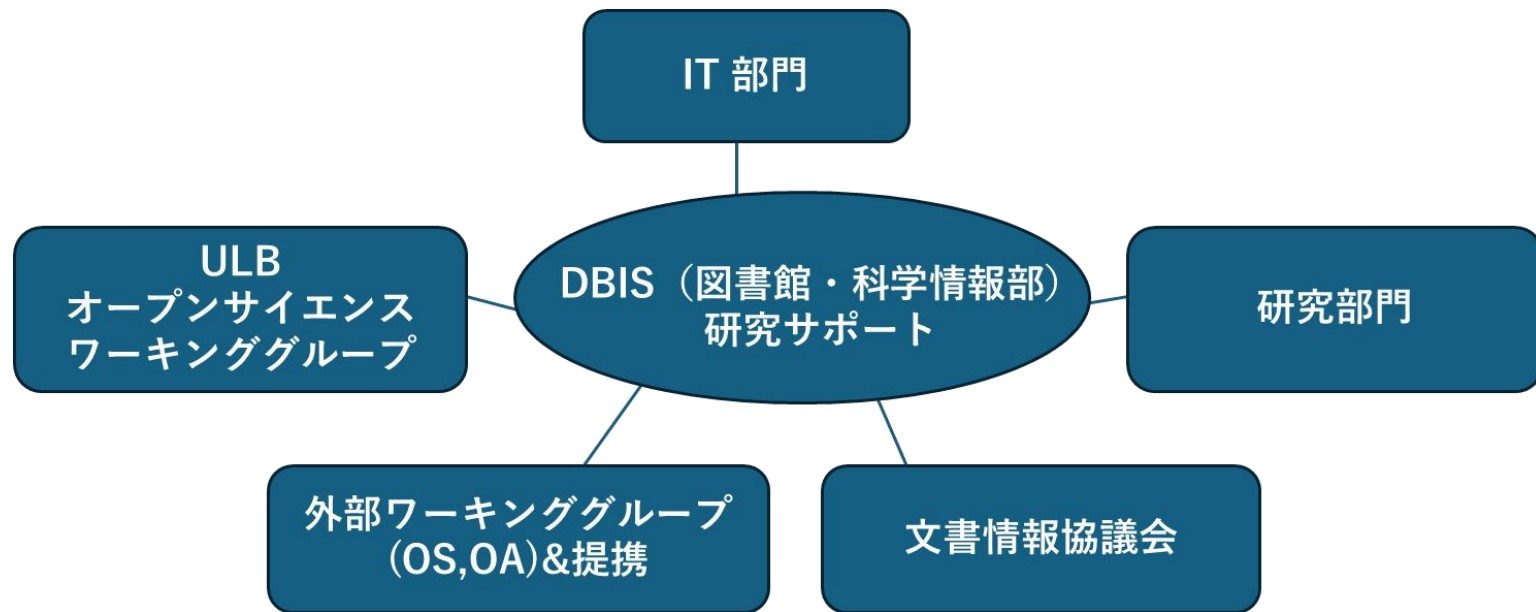 IT 部門
ULB
オープンサイエンス
ワーキンググループ
DBIS（図書館・科学情報部）
研究サポート
研究部門
外部ワーキンググループ
(OS,OA)&提携
文書情報協議会